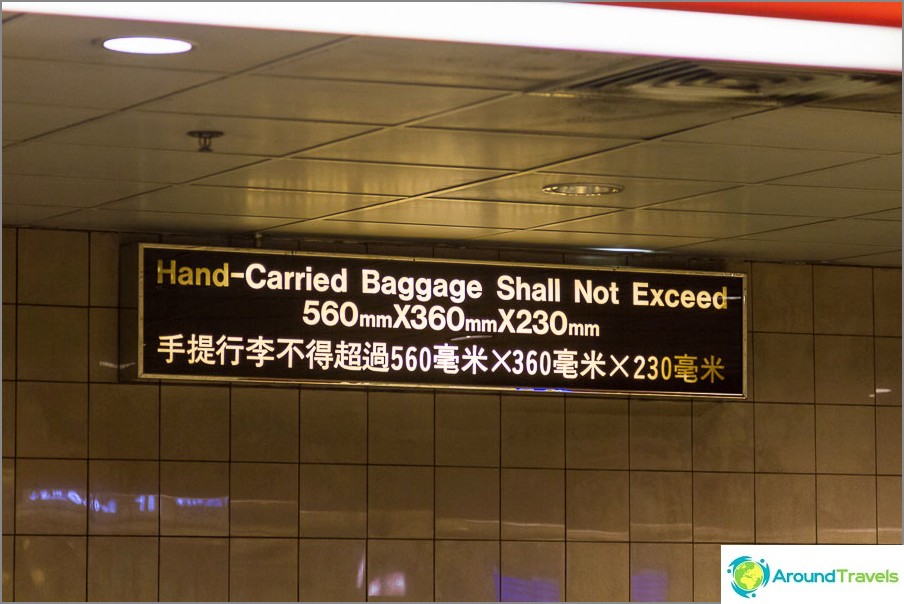 Hand-Carried Baggage Shall Not Exceed
560mmX360mmX230mm
手提行李不得超過560毫米×360毫米×230毫米
AroundTravels